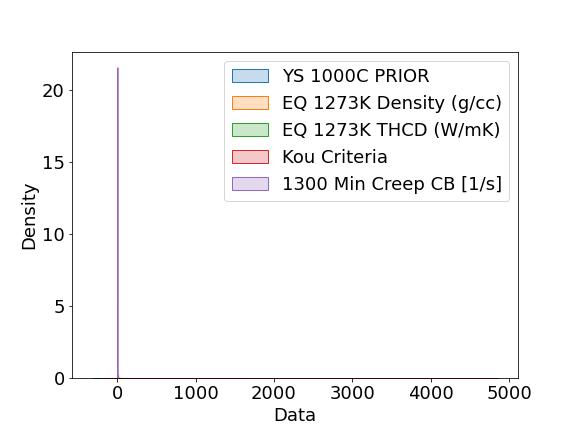 20
15
10
5
0
Density
YS 1000C PRIOR
EQ 1273K Density (g/cc)
EQ 1273K THCD (W/mK)
Kou Criteria
1300 Min Creep CB [1/s]
0 1000 2000 3000 4000 5000
Data